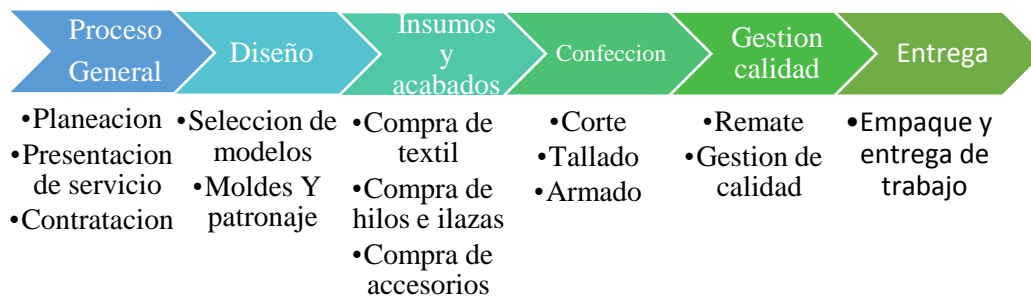 Proceso
General
Diseño
Insumos
y
acabados
Confeccion
Gestion
calidad
Entrega
•Planeacion
•Presentacion
de servicio
•Contratacion
•Seleccion de
modelos
•Moldes Y
patronaje
•Compra de
textil
•Compra de
hilos e ilazas
•Compra de
accesorios
•Corte
•Tallado
•Armado
•Remate
•Gestion de
calidad
•Empaque y
entrega de
trabajo